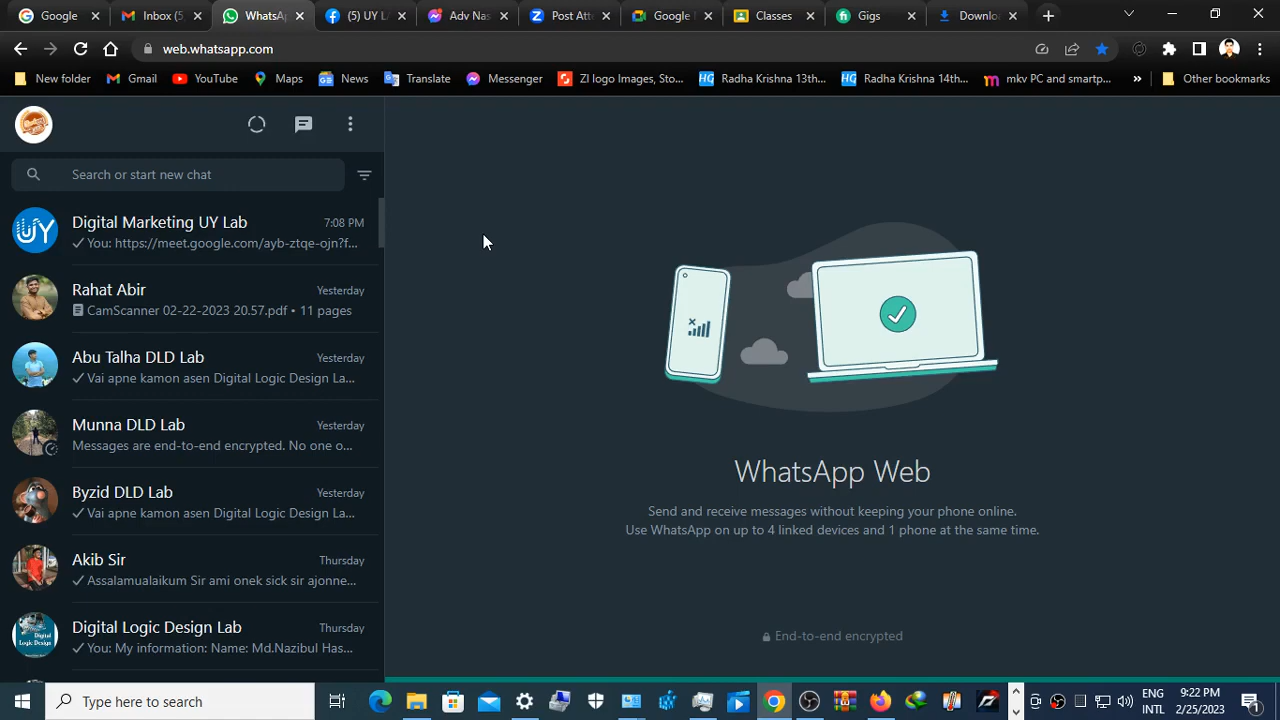 Google
Inbox (5,
WhatsAp
(5) UY LA
Adv Nas
Post Atte
Google
Classes
Gigs
Downlo
web.whatsapp.com
New folder
Gmail
YouTube
Maps
News
Translate
Messenger
ZI logo Images, Sto...
Radha Krishna 13th...
Radha Krishna 14th...
mkv PC and smartp...
»
Other bookmarks
Search or start new chat
UY
Digital Marketing UY Lab
7:08 PM
You: https://meet.google.com/ayb-ztqe-ojn?f...
Rahat Abir
Yesterday
CamScanner 02-22-2023 20.57.pdf • 11 pages
Abu Talha DLD Lab
Yesterday
Vai apne kamon asen Digital Logic Design La...
Munna DLD Lab
Yesterday
Messages are end-to-end encrypted. No one o...
Byzid DLD Lab
Yesterday
Vai apne kamon asen Digital Logic Design La...
Akib Sir
Thursday
Assalamualaikum Sir ami onek sick sir ajonne...
Digital Logic Design
Digital Logic Design Lab
Thursday
You: My information: Name: Md.Nazibul Has...
WhatsApp Web
Send and receive messages without keeping your phone online.
Use WhatsApp on up to 4 linked devices and 1 phone at the same time.
End-to-end encrypted
Type here to search
ENG
INTL
9:22 PM
2/25/2023
1